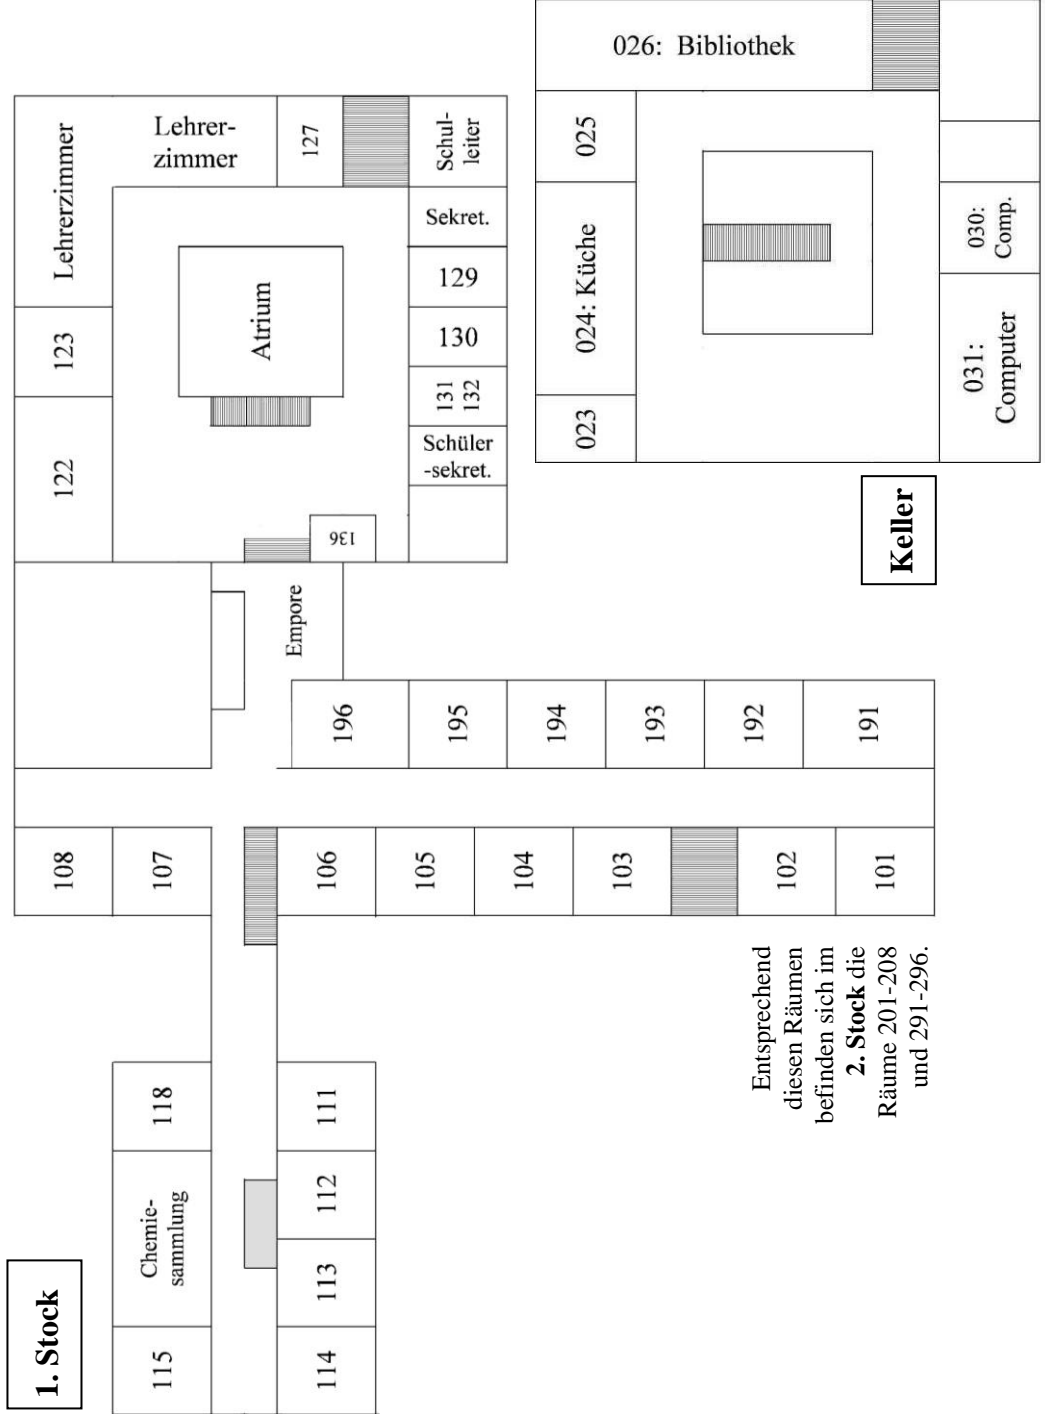 1. Stock
115
Chemie-
sammlung
118
114
113
112
111
108
107
106
105
104
103
102
101
196
195
194
193
192
191
Empore
136
122
123
Lehrerzimmer
Lehrer-
zimmer
127
Schul-
leiter
Sekret.
129
130
131
132
Schüler
-sekret.
Atrium
Entsprechend
diesen Räumen
befinden sich im
2. Stock die
Räume 201-208
und 291-296.
Keller
023
024: Küche
025
026: Bibliothek
030:
Comp.
031:
Computer